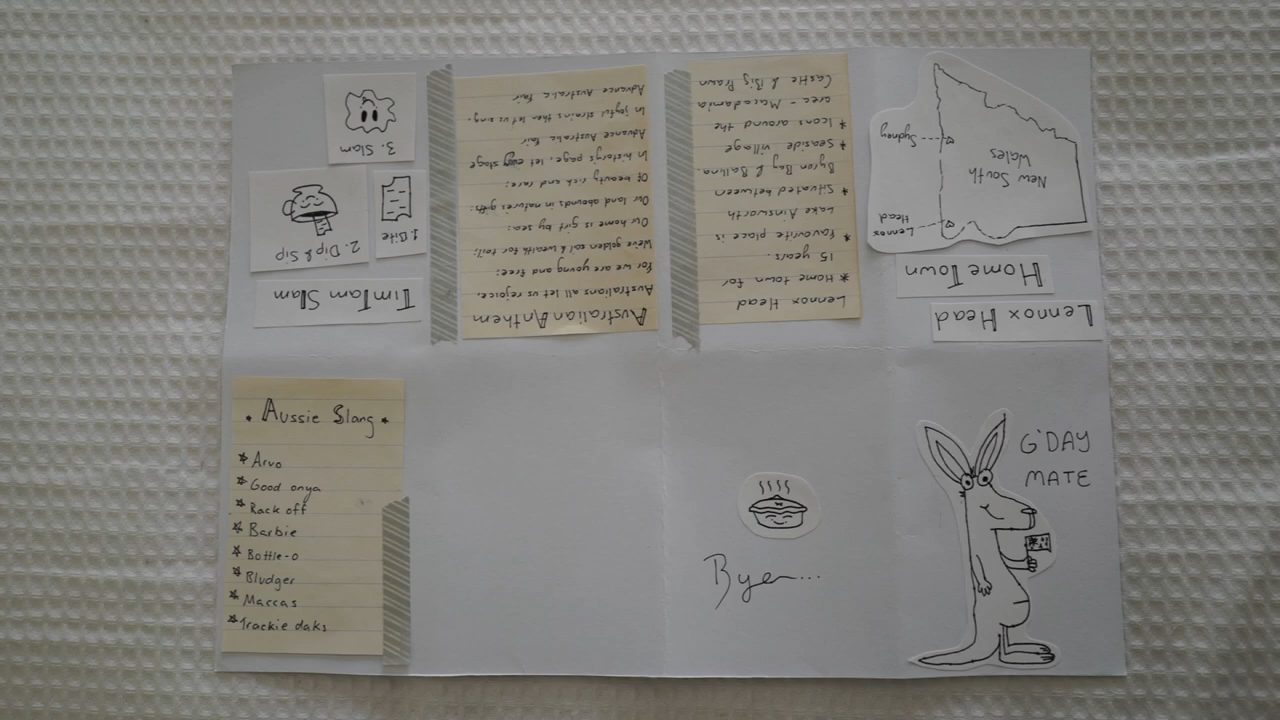 G'DAY
MATE
Lennox Head
Home Town
New South
Wales
Sydney
Lennox
Head
Lennox Head
* Home town for
15 years.
* favourite place is
Lake Ainsworth
* Situated between
Byron Bay & Ballina.
* Seaside village
* Icons around the
area - Macadamia
Castle & Big Prawn
Australian Anthem
Australians all let us rejoice,
For we are young and free;
We've golden soil & wealth for toil;
Our home is girt by sea;
Our land abounds in natures gifts;
Of beauty rich and rare;
In history's page, let stage
Advance Australia fair
In joyful strains then let us sing,
Advance Australia fair
TimTam Slam
1. Bite
2. Dip & Sip
3. Slam
Aussie Slang
* Arvo
* Good onya
* Rack off
* Barbie
* Bottle-o
* Bludger
* Maccas
* Trackie daks